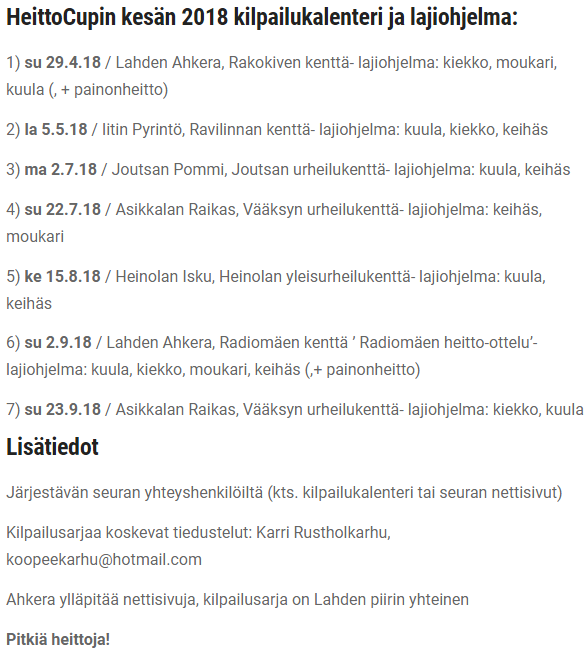 HeittoCupin kesän 2018 kilpailukalenteri ja lajiohjelma:
1) su 29.4.18 / Lahden Ahkera, Rakokiven kenttä- lajiohjelma: kiekko, moukari,
kuula (, + painonheitto)
2) la 5.5.18 / Iitin Pyrintö, Ravilinnan kenttä- lajiohjelma: kuula, kiekko, keihäs
3) ma 2.7.18 / Joutsan Pommi, Joutsan urheilukenttä- lajiohjelma: kuula, keihäs
4) su 22.7.18 / Asikkalan Raikas, Vääksyn urheilukenttä- lajiohjelma: keihäs,
moukari
5) ke 15.8.18 / Heinolan Isku, Heinolan yleisurheilukenttä- lajiohjelma: kuula,
keihäs
6) su 2.9.18 / Lahden Ahkera, Radiomäen kenttä ‘ Radiomäen heitto-ottelu’-
lajiohjelma: kuula, kiekko, moukari, keihäs (,+ painonheitto)
7) su 23.9.18 / Asikkalan Raikas, Vääksyn urheilukenttä- lajiohjelma: kiekko, kuula
Lisätiedot
Järjestävän seuran yhteyshenkilöiltä (kts. kilpailukalenteri tai seuran nettisivut)
Kilpailusarjaa koskevat tiedustelut: Karri Rustholkarhu,
koopeekarhu@hotmail.com
Ahkera ylläpitää nettisivuja, kilpailusarja on Lahden piirin yhteinen
Pitkiä heittoja!